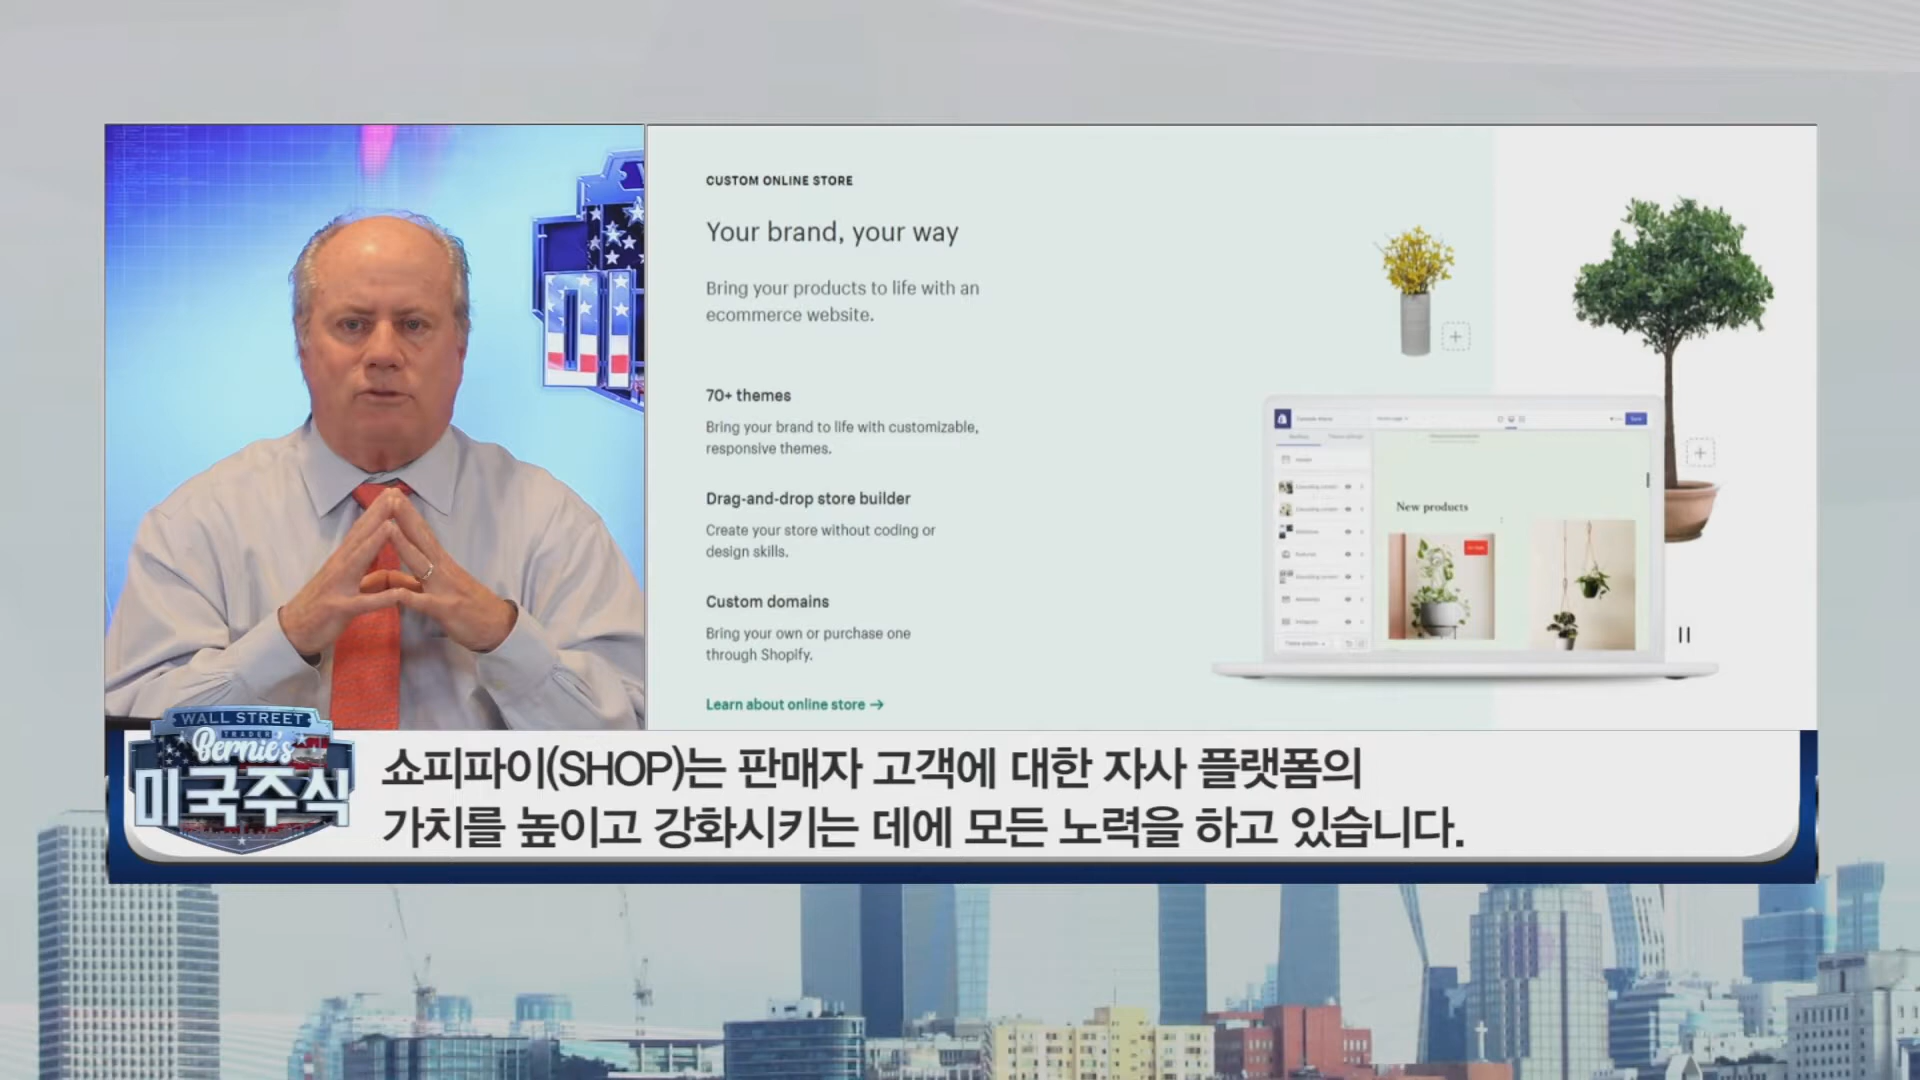 CUSTOM ONLINE STORE
Your brand, your way
Bring your products to life with an
ecommerce website.
70+ themes
Bring your brand to life with customizable,
responsive themes.
Drag-and-drop store builder
Create your store without coding or
design skills.
Custom domains
Bring your own or purchase one
through Shopify.
Learn about online store →
New products
WALL STREET
TRADER
Bernie's
미국주식
쇼피파이(SHOP)는 판매자 고객에 대한 자사 플랫폼의
가치를 높이고 강화시키는 데에 모든 노력을 하고 있습니다.